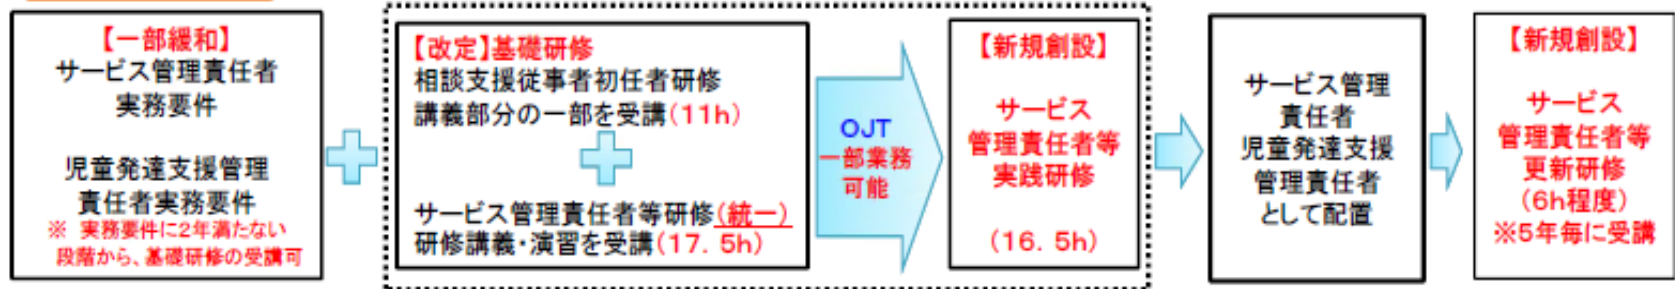 【一部緩和】
サービス管理責任者
実務要件
児童発達支援管理
責任者実務要件
※ 実務要件に2年満たない
段階から、基礎研修の受講可
【改定】基礎研修
相談支援従事者初任者研修
講義部分の一部を受講(11h)
サービス管理責任者等研修(統一)
研修講義・演習を受講(17.5h)
OJT
一部業務
可能
【新規創設】
サービス
管理責任者等
実践研修
(16.5h)
サービス管理
責任者
児童発達支援
管理責任者
として配置
【新規創設】
サービス
管理責任者等
更新研修
(6h程度)
※5年毎に受講